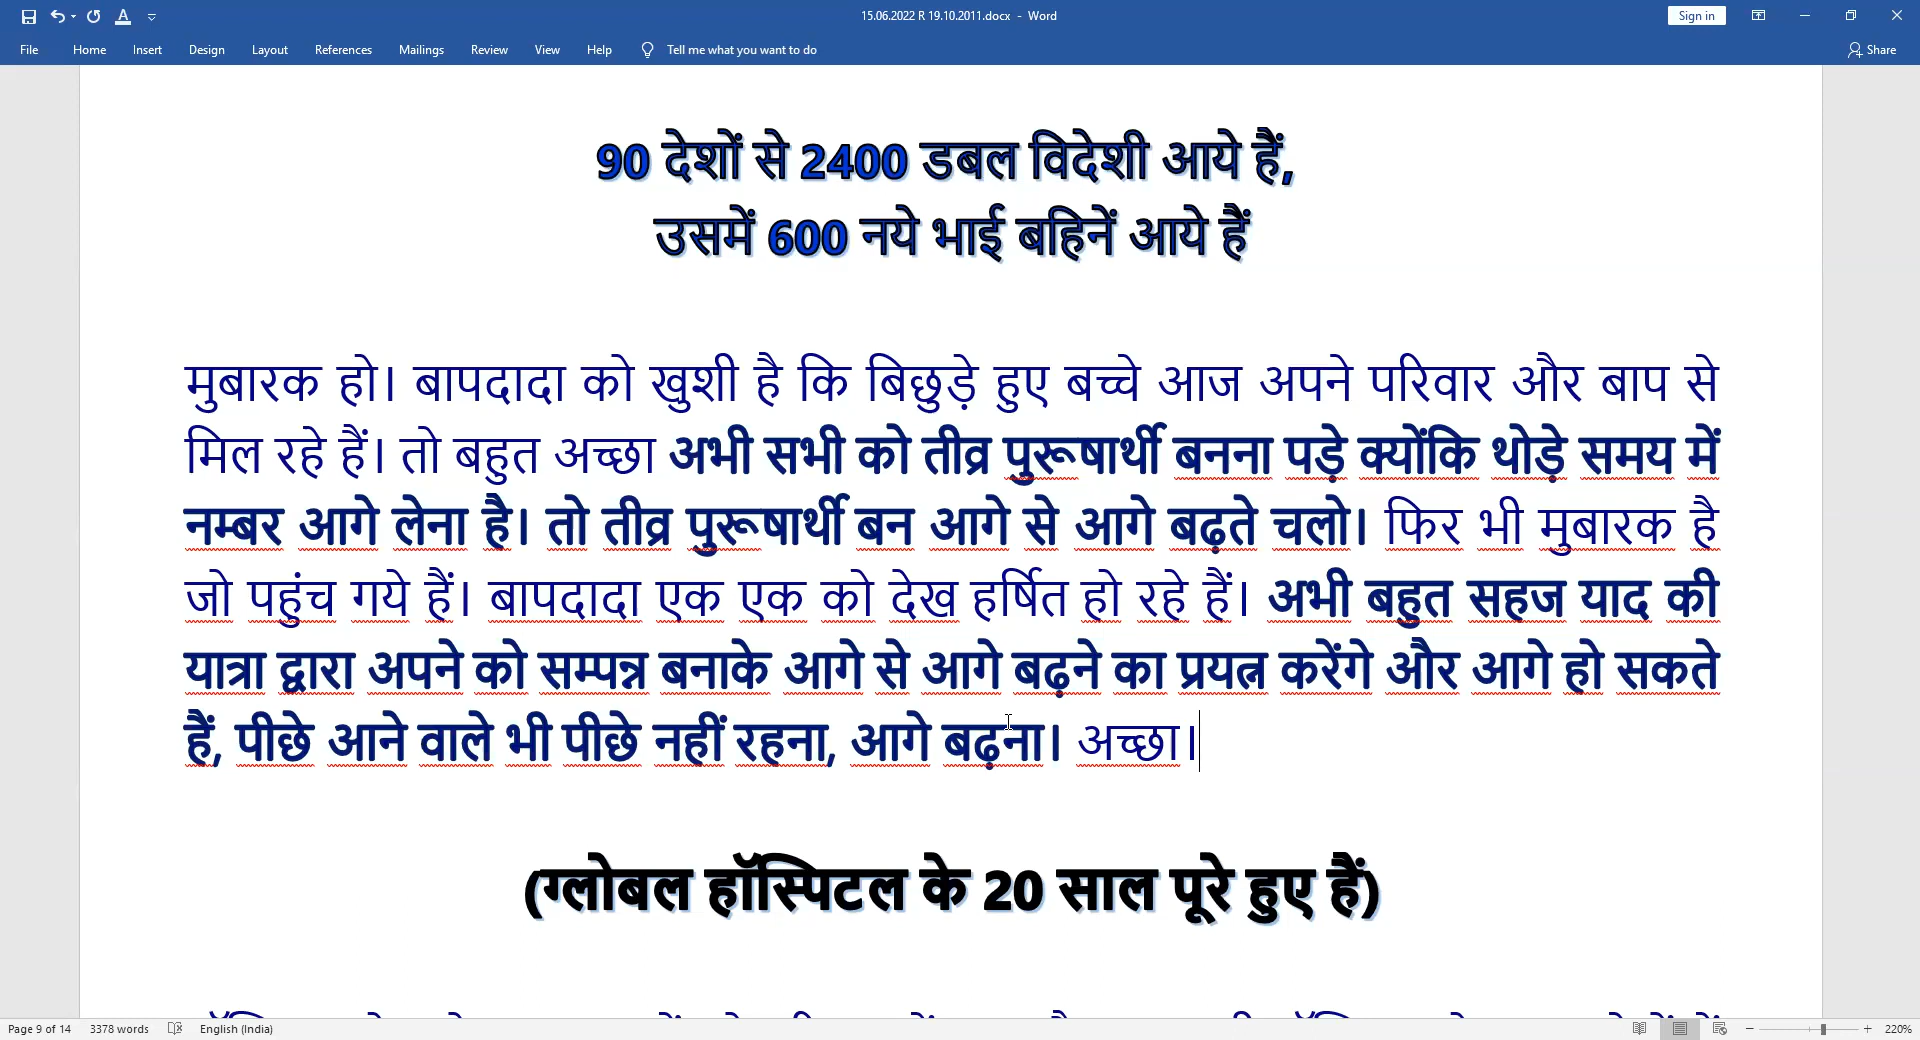 15.06.2022 R 19.10.2011.docx - Word
Sign in
File Home Insert Design Layout References Mailings Review View Help Tell me what you want to do Share
90 देशों से 2400 डबल विदेशी आये हैं,
उसमें 600 नये भाई बहिनें आये हैं
मुबारक हो। बापदादा को खुशी है कि बिछुड़े हुए बच्चे आज अपने परिवार और बाप से
मिल रहे हैं। तो बहुत अच्छा अभी सभी को तीव्र पुरूषार्थी बनना पड़े क्योंकि थोड़े समय में
नम्बर आगे लेना है। तो तीव्र पुरूषार्थी बन आगे से आगे बढ़ते चलो। फिर भी मुबारक है
जो पहुंच गये हैं। बापदादा एक एक को देख हर्षित हो रहे हैं। अभी बहुत सहज याद की
यात्रा द्वारा अपने को सम्पन्न बनाके आगे से आगे बढ़ने का प्रयत्न करेंगे और आगे हो सकते
हैं, पीछे आने वाले भी पीछे नहीं रहना, आगे बढ़ना। अच्छा।
(ग्लोबल हॉस्पिटल के 20 साल पूरे हुए हैं)
Page 9 of 14 3378 words English (India) 220%